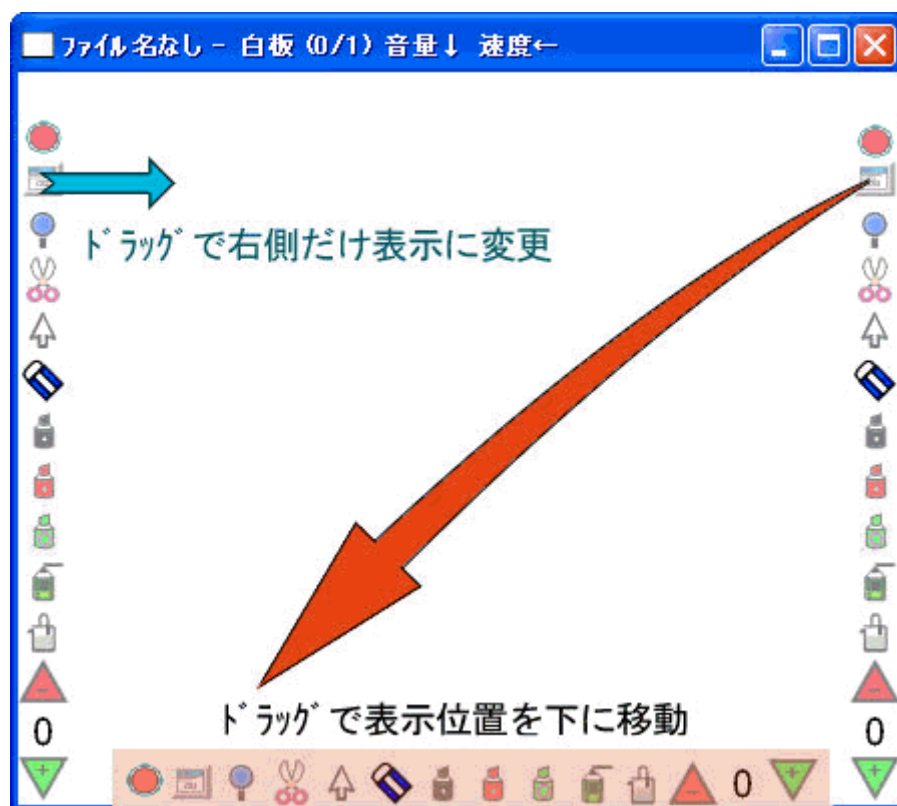 ファイル名なし - 白板 (0/1) 音量↓ 速度←
ﾄﾞﾗｯｸﾞで右側だけ表示に変更
ﾄﾞﾗｯｸﾞで表示位置を下に移動
0
0
0